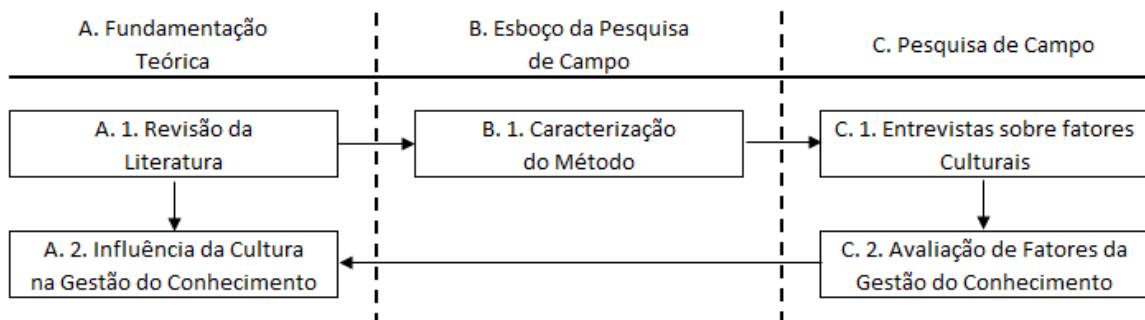 A. Fundamentação
Teórica
B. Esboço da Pesquisa
de Campo
C. Pesquisa de Campo
A. 1. Revisão da
Literatura
B. 1. Caracterização
do Método
C. 1. Entrevistas sobre fatores
Culturais
A. 2. Influência da Cultura
na Gestão do Conhecimento
C. 2. Avaliação de Fatores da
Gestão do Conhecimento